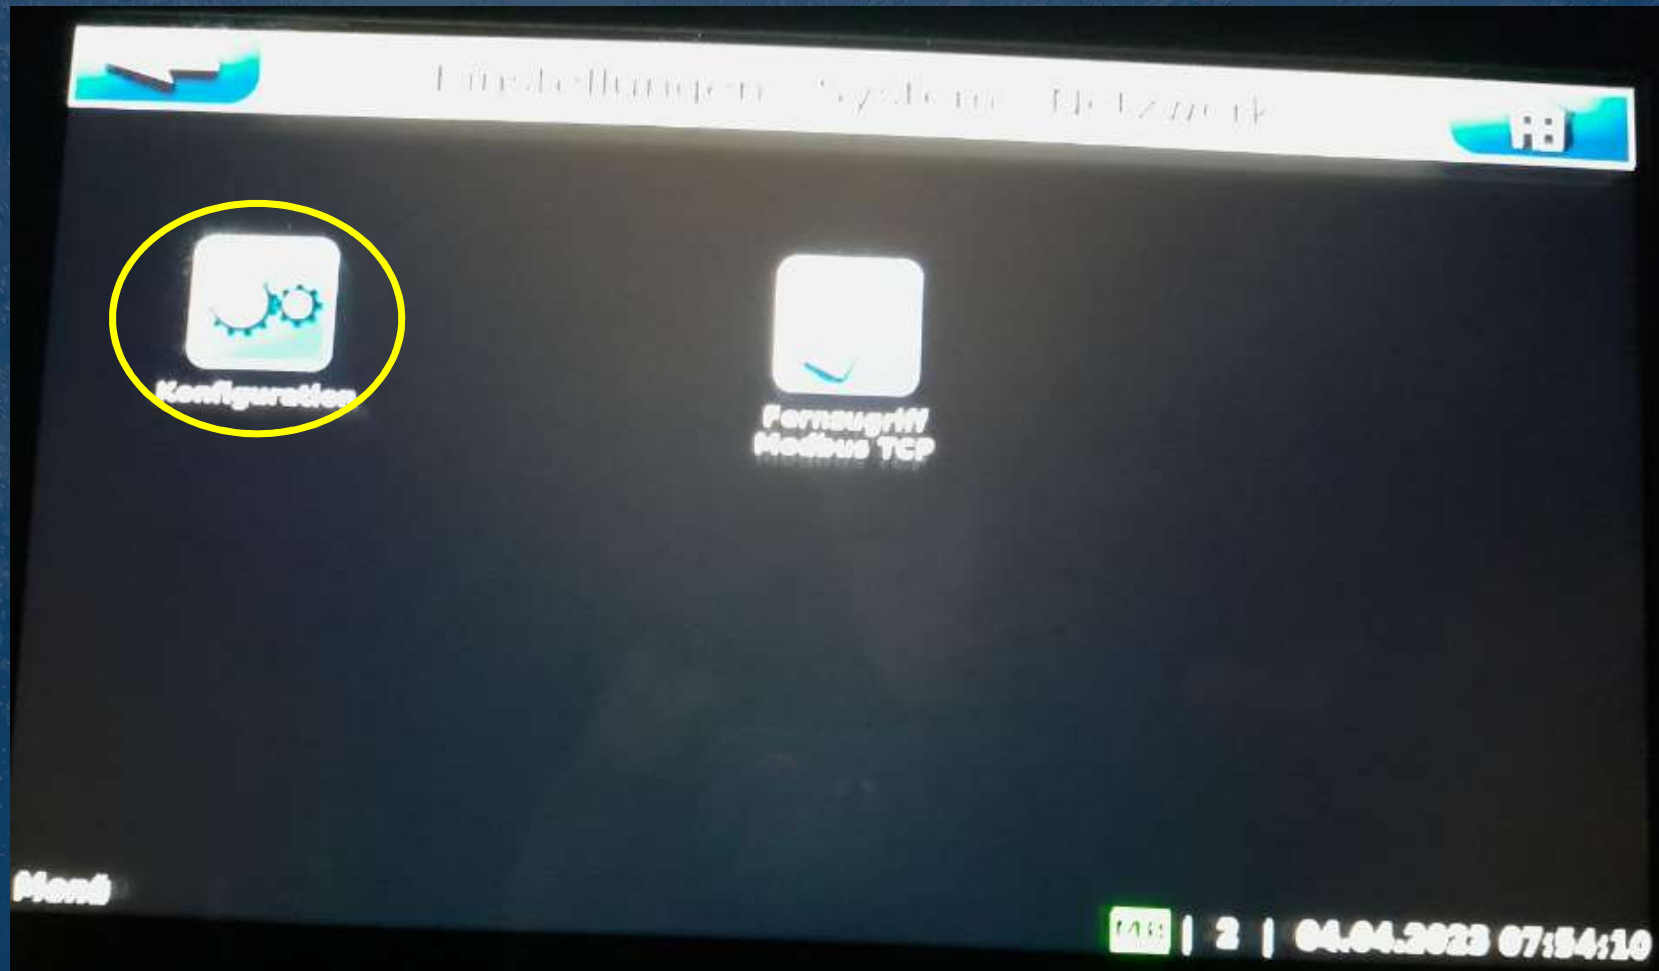 Einstellungen System Netzwerk
Konfiguration
Fernzugriff
Modbus TCP
Menü
| 2 | 04.04.2023 07:54:10